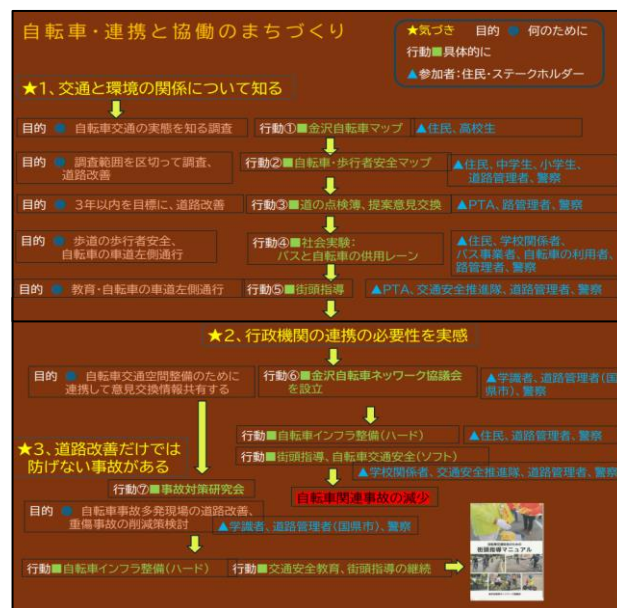 自転車・連携と協働のまちづくり
★気づき　目的●　何のために
行動■具体的に
▲参加者:住民・ステークホルダー
★1、交通と環境の関係について知る
目的●　自転車交通の実態を知る調査
行動①■金沢自転車マップ
▲住民、高校生
目的●　調査範囲を区切って調査、
道路改善
行動②■自転車・歩行者安全マップ
▲住民、中学生、小学生、
道路管理者、警察
目的●　3年以内を目標に、道路改善
行動③■道の点検簿、提案意見交換
▲PTA、路管理者、警察
目的●　歩道の歩行者安全、
自転車の車道左側通行
行動④■社会実験:
バスと自転車の供用レーン
▲住民、学校関係者、
バス事業者、自転車の利用者、
路管理者、警察
目的●　教育・自転車の車道左側通行
行動⑤■街頭指導
▲PTA、交通安全推進隊、道路管理者、警察
★2、行政機関の連携の必要性を実感
目的●　自転車交通空間整備のために
連携して意見交換情報共有する
行動⑥■金沢自転車ネットワーク協議会
を設立
▲学識者、道路管理者(国
県市)、警察
行動■自転車インフラ整備(ハード)
▲住民、道路管理者、警察
★3、道路改善だけでは
防げない事故がある
行動■街頭指導、自転車交通安全(ソフト)
▲学校関係者、交通安全推進隊、道路管理者、警察
行動⑦■事故対策研究会
自転車関連事故の減少
目的●　自転車事故多発現場の道路改善、
重傷事故の削減策検討
▲学識者、道路管理者(国県市)、警察
行動■自転車インフラ整備(ハード)
行動■交通安全教育、街頭指導の継続
街頭指導マニュアル